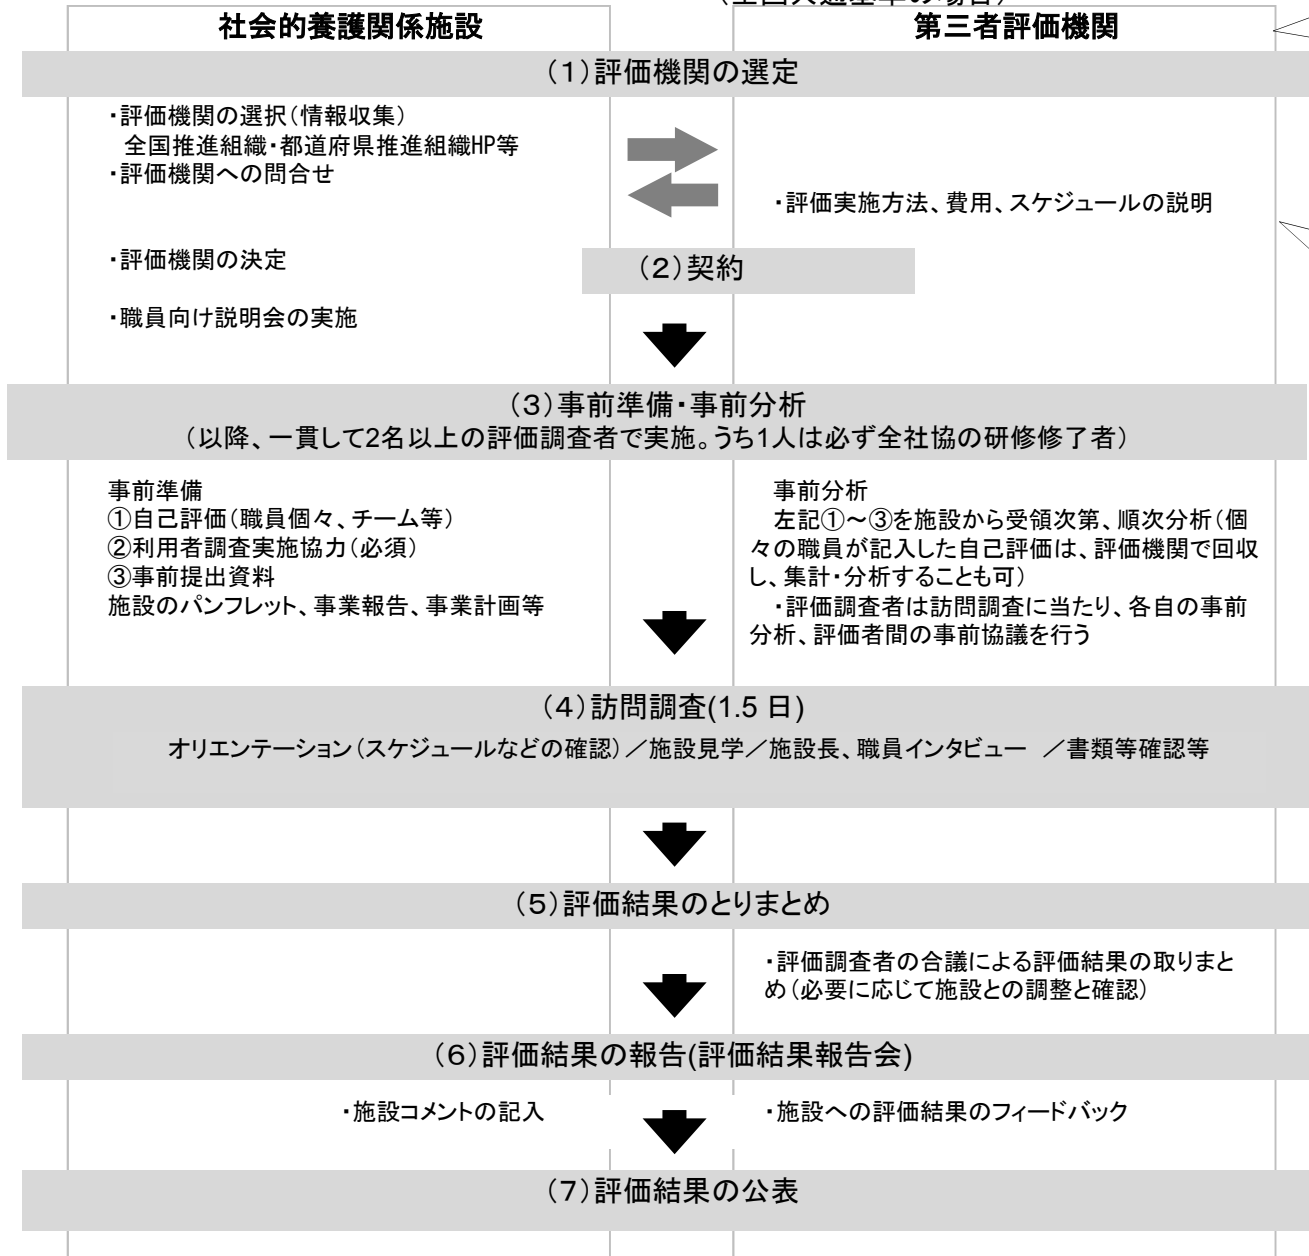 (全国共通基準の場合)
社会的養護関係施設
第三者評価機関
(1)評価機関の選定
・評価機関の選択(情報収集)
全国推進組織・都道府県推進組織HP等
・評価機関への問合せ
・評価実施方法、費用、スケジュールの説明
・評価機関の決定
(2)契約
・職員向け説明会の実施
(3)事前準備・事前分析
(以降、一貫して2名以上の評価調査者で実施。うち1人は必ず全社協の研修修了者)
事前準備
①自己評価(職員個々、チーム等)
②利用者調査実施協力(必須)
③事前提出資料
施設のパンフレット、事業報告、事業計画等
事前分析
左記①~③を施設から受領次第、順次分析(個
々の職員が記入した自己評価は、評価機関で回収
し、集計・分析することも可)
・評価調査者は訪問調査に当たり、各自の事前
分析、評価者間の事前協議を行う
(4)訪問調査(1.5 日)
オリエンテーション(スケジュールなどの確認)/施設見学/施設長、職員インタビュー /書類等確認等
(5)評価結果のとりまとめ
・評価調査者の合議による評価結果の取りまと
め(必要に応じて施設との調整と確認)
(6)評価結果の報告(評価結果報告会)
・施設コメントの記入
・施設への評価結果のフィードバック
(7)評価結果の公表